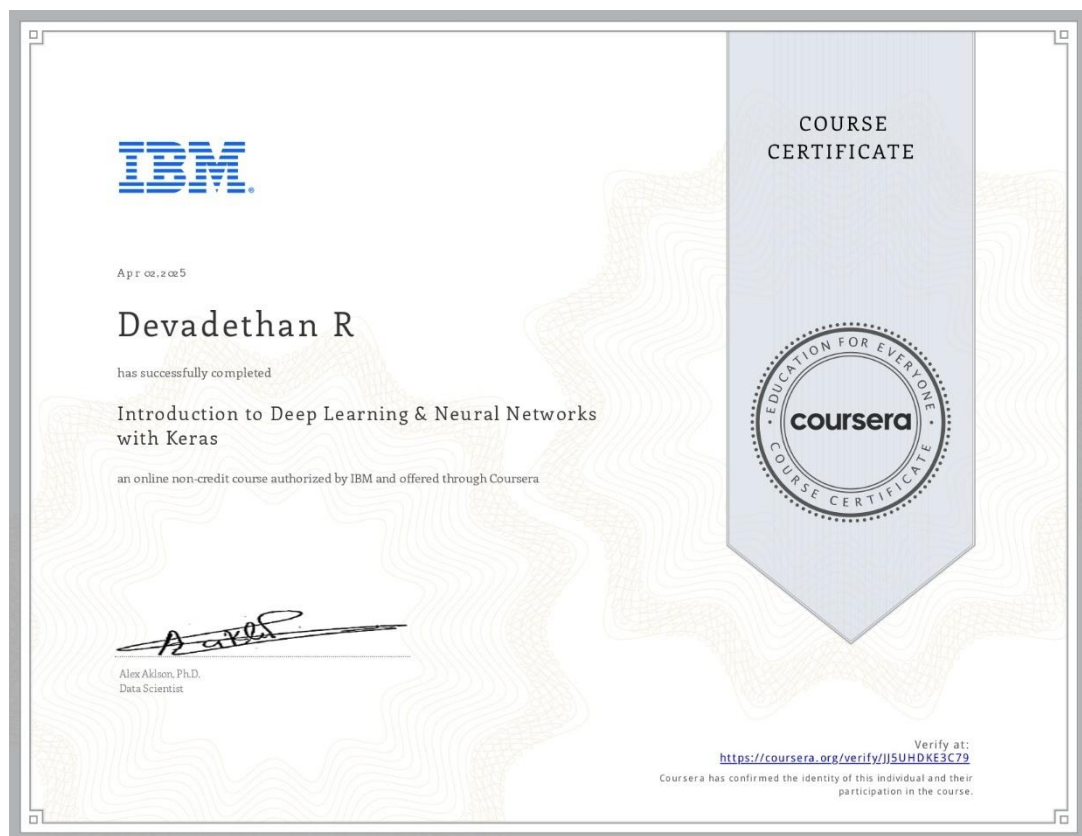 IBM
COURSE
CERTIFICATE
Apr 02, 2025
Devadethan R
has successfully completed
Introduction to Deep Learning & Neural Networks
with Keras
an online non-credit course authorized by IBM and offered through Coursera
EDUCATION FOR EVERYONE
coursera
COURSE CERTIFICATE
Alex Aklson, Ph.D.
Data Scientist
Verify at:
https://coursera.org/verify/JJ5UHDKE3C79
Coursera has confirmed the identity of this individual and their
participation in the course.